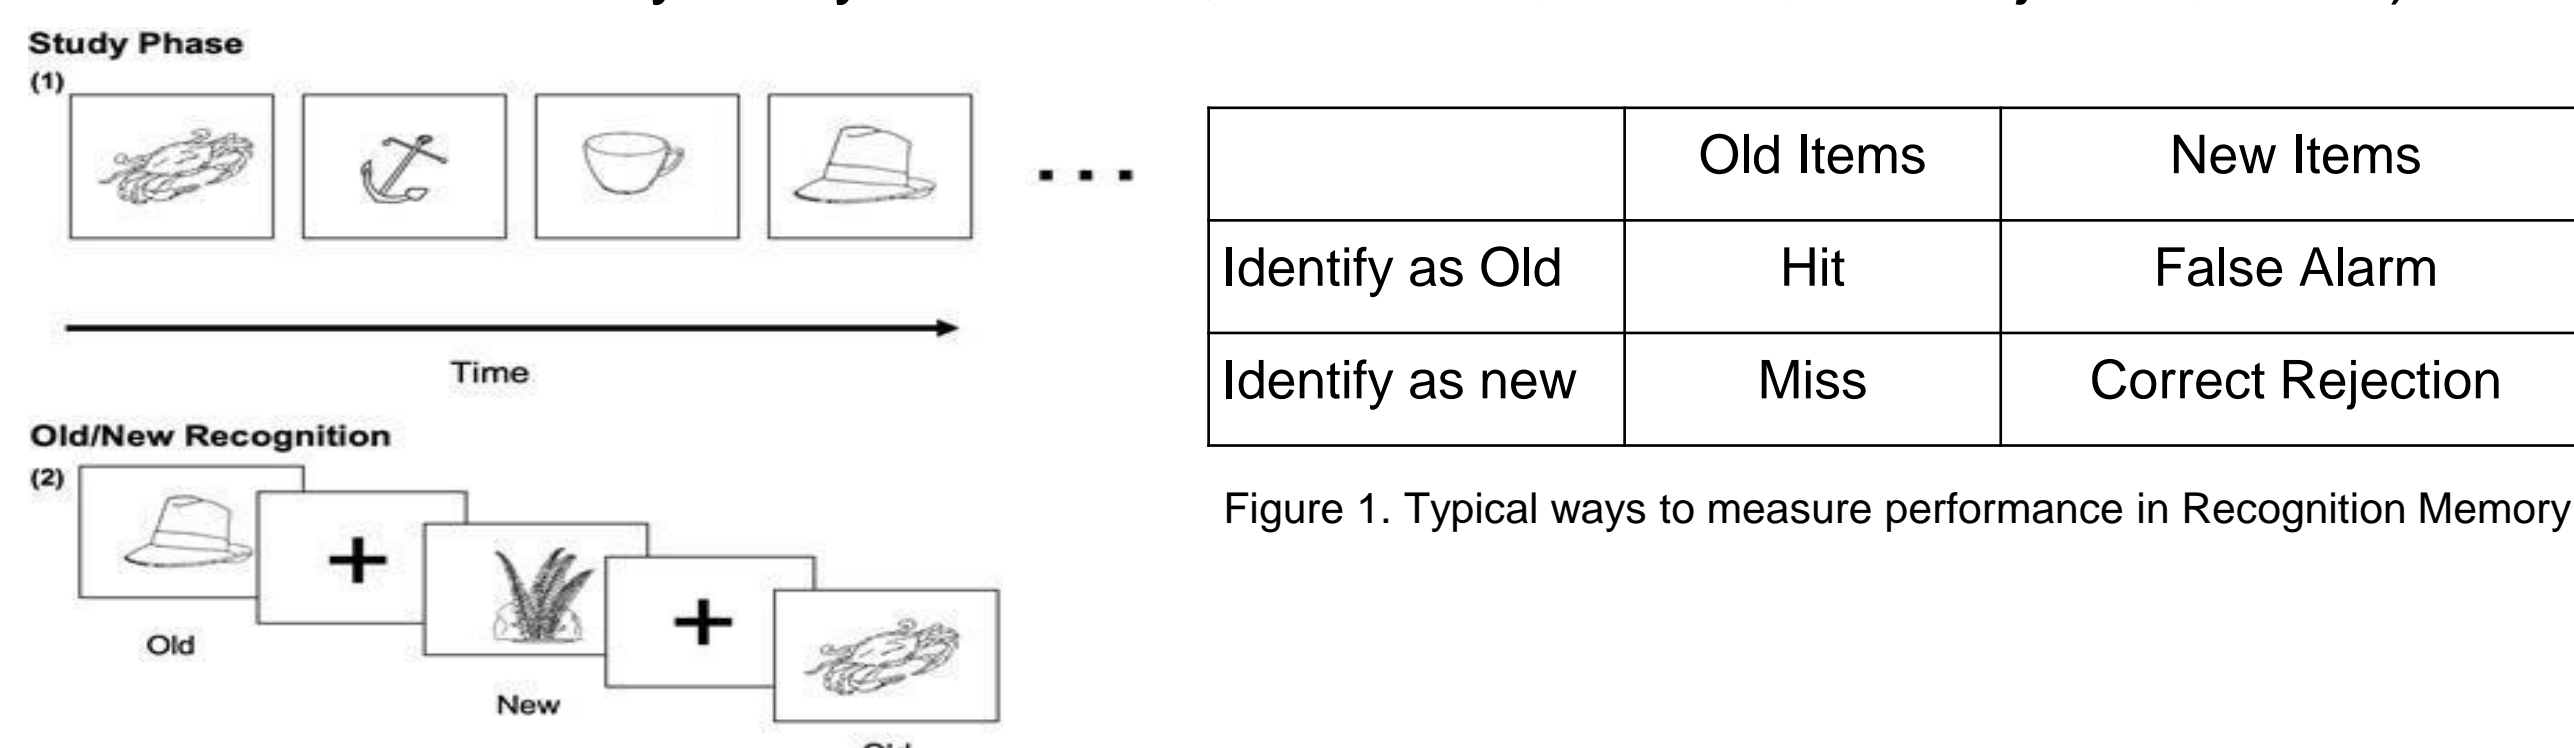 Study Phase
(1)
Time
Old/New Recognition
(2)
Old
New
Old Items New Items
Identify as Old Hit False Alarm
Identify as new Miss Correct Rejection
Figure 1. Typical ways to measure performance in Recognition Memory